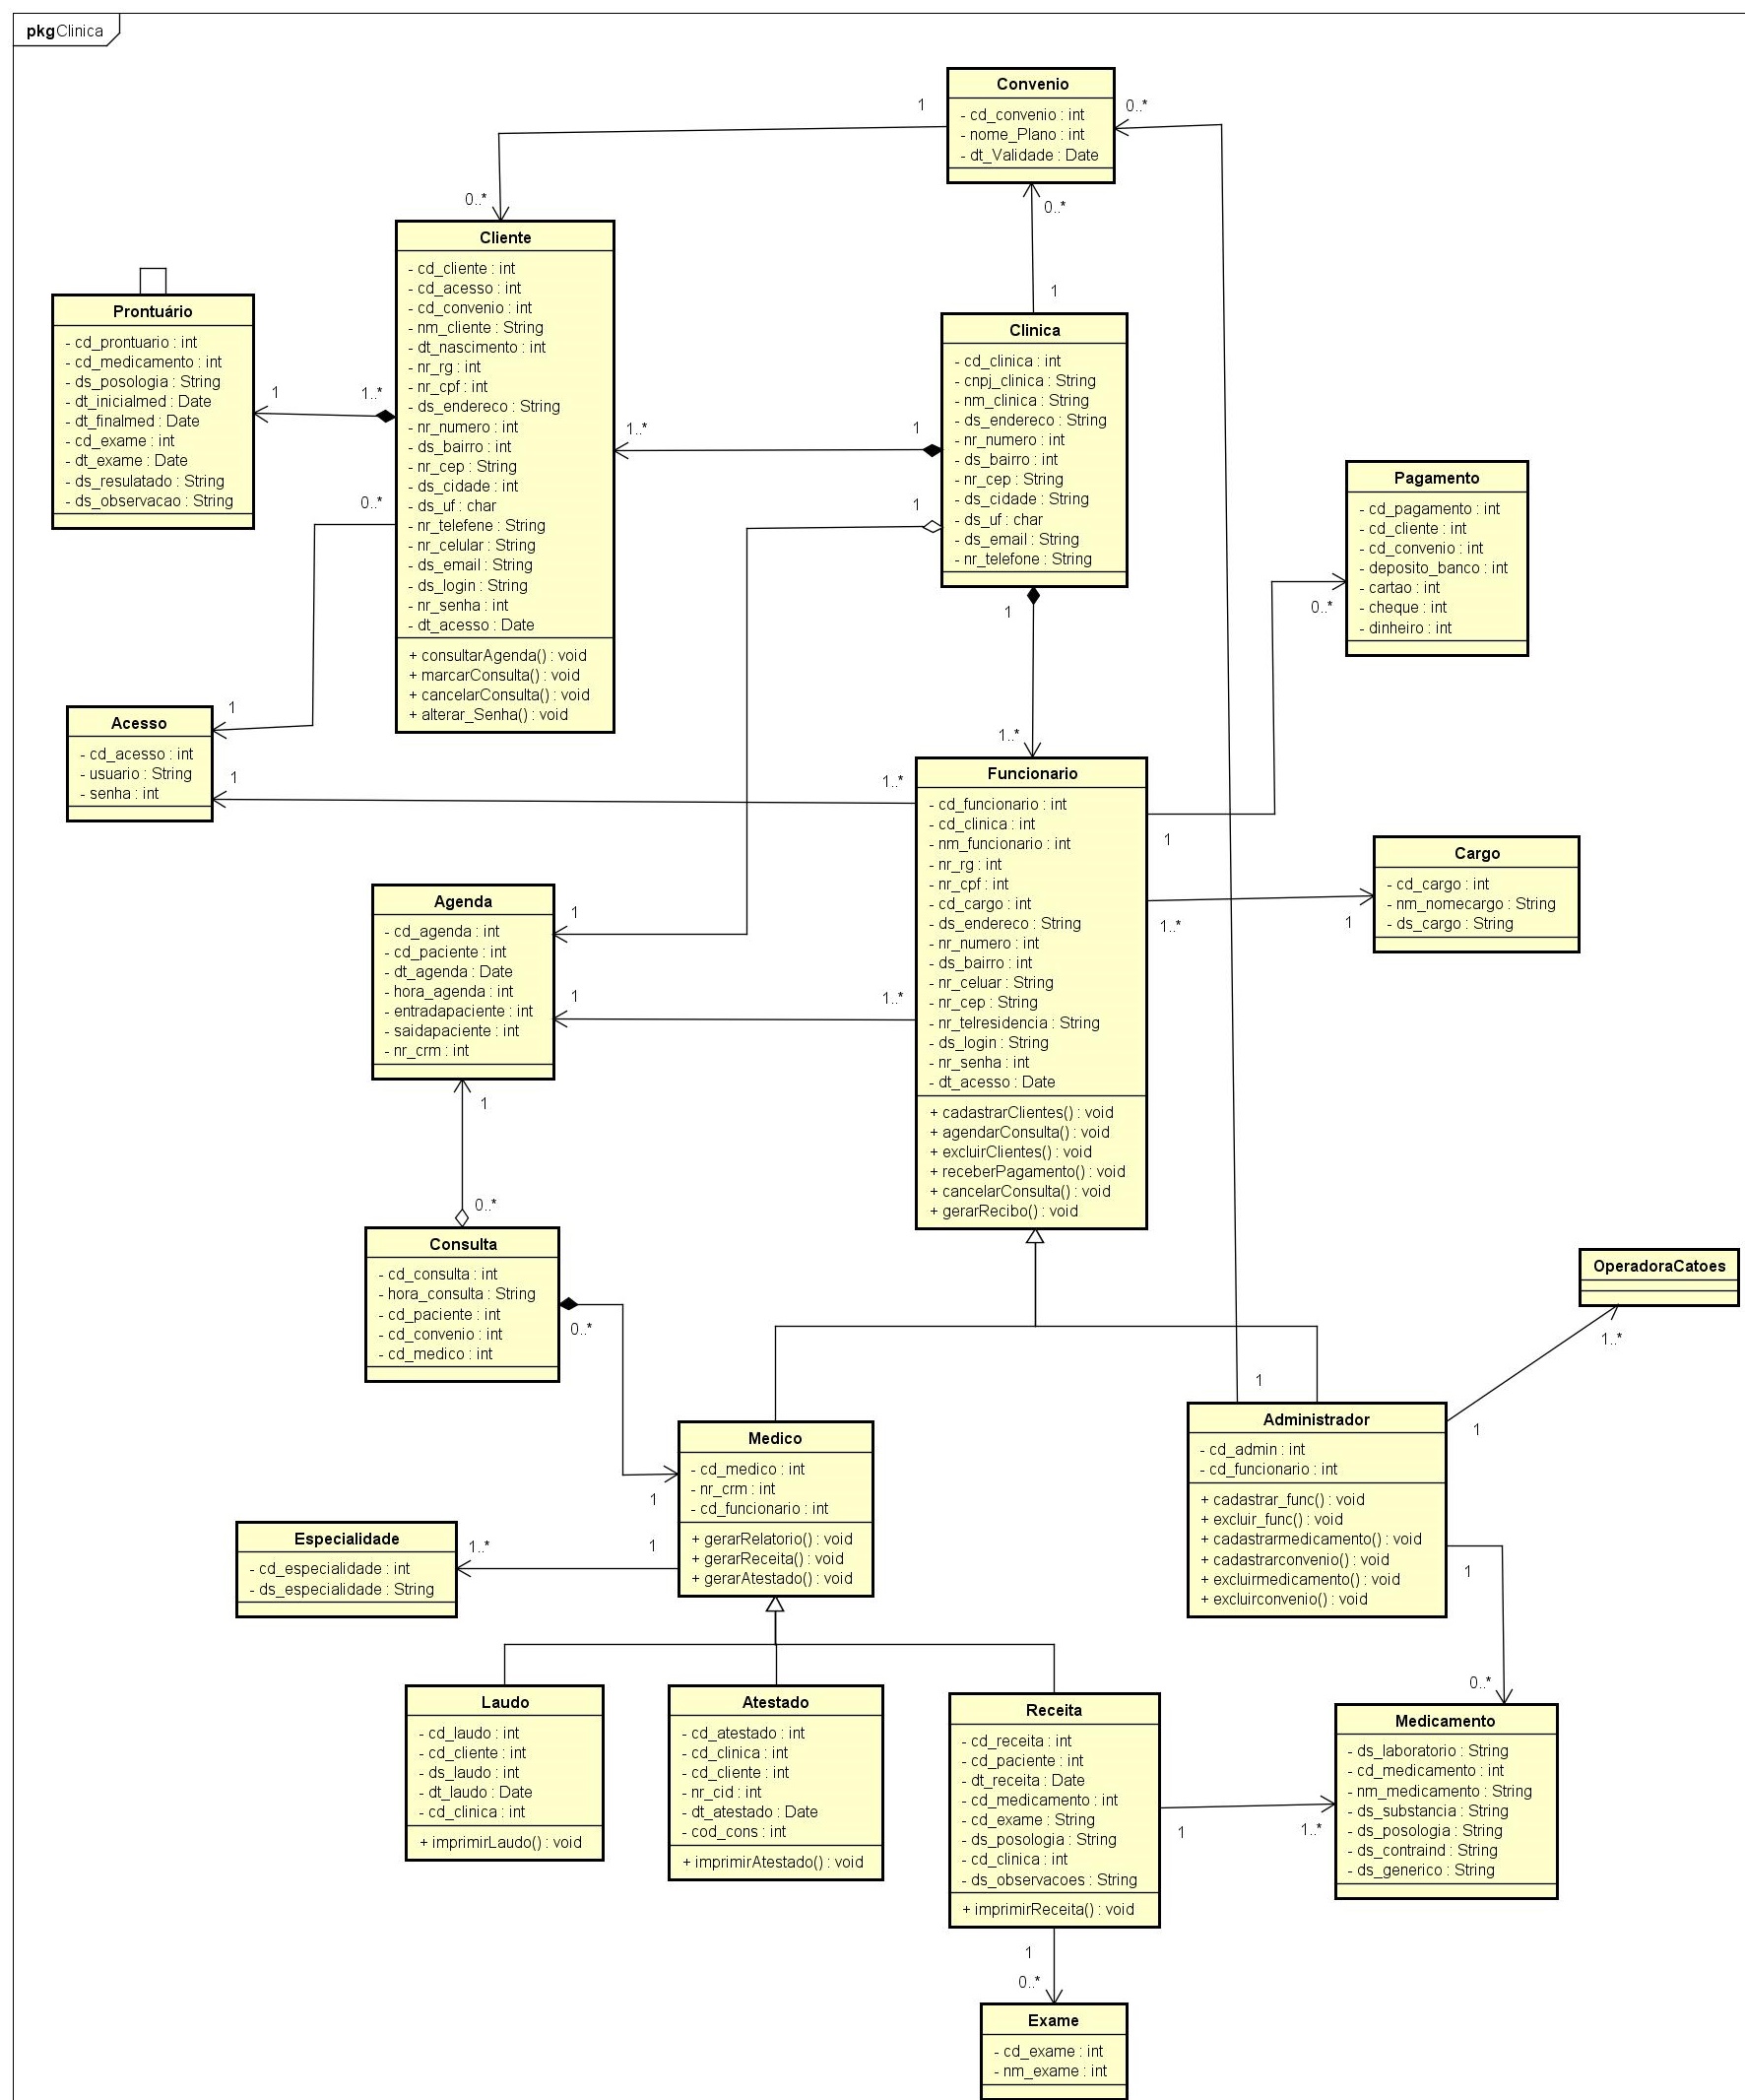 pkg Clinica
Convenio
- cd_convenio : int
- nome_Plano : int
- dt_Validade : Date
1
0..*
0..*
0..*
1
Cliente
- cd_cliente : int
- cd_acesso : int
- cd_convenio : int
- nm_cliente : String
- dt_nascimento : int
- nr_rg : int
- nr_cpf : int
- ds_endereco : String
- nr_numero : int
- ds_bairro : int
- nr_cep : String
- ds_cidade : int
- ds_uf : char
- nr_telefene : String
- nr_celular : String
- ds_email : String
- ds_login : String
- nr_senha : int
- dt_acesso : Date
+ consultarAgenda() : void
+ marcarConsulta() : void
+ cancelarConsulta() : void
+ alterar_Senha() : void
Prontuário
- cd_prontuario : int
- cd_medicamento : int
- ds_posologia : String
- dt_inicialmed : Date
- dt_finalmed : Date
- cd_exame : int
- dt_exame : Date
- ds_resulatado : String
- ds_observacao : String
1
1..*
0..*
Clinica
- cd_clinica : int
- cnpj_clinica : String
- nm_clinica : String
- ds_endereco : String
- nr_numero : int
- ds_bairro : int
- nr_cep : String
- ds_cidade : String
- ds_uf : char
- ds_email : String
- nr_telefone : String
1..*
1
1
1
1..*
Pagamento
- cd_pagamento : int
- cd_cliente : int
- cd_convenio : int
- deposito_banco : int
- cartao : int
- cheque : int
- dinheiro : int
0..*
1
Acesso
- cd_acesso : int
- usuario : String
- senha : int
1
1
1..*
Funcionario
- cd_funcionario : int
- cd_clinica : int
- nm_funcionario : int
- nr_rg : int
- nr_cpf : int
- cd_cargo : int
- ds_endereco : String
- nr_numero : int
- ds_bairro : int
- nr_celuar : String
- nr_cep : String
- nr_telresidencia : String
- ds_login : String
- nr_senha : int
- dt_acesso : Date
+ cadastrarClientes() : void
+ agendarConsulta() : void
+ excluirClientes() : void
+ receberPagamento() : void
+ cancelarConsulta() : void
+ gerarRecibo() : void
Cargo
- cd_cargo : int
- nm_nomecargo : String
- ds_cargo : String
1..*
1
Agenda
- cd_agenda : int
- cd_paciente : int
- dt_agenda : Date
- hora_agenda : int
- entradapaciente : int
- saidapaciente : int
- nr_crm : int
1
1
1..*
1
0..*
Consulta
- cd_consulta : int
- hora_consulta : String
- cd_paciente : int
- cd_convenio : int
- cd_medico : int
0..*
1
OperadoraCatoes
1..*
1
1
Administrador
- cd_admin : int
- cd_funcionario : int
+ cadastrar_func() : void
+ excluir_func() : void
+ cadastrarmedicamento() : void
+ cadastrarconvenio() : void
+ excluirmedicamento() : void
+ excluirconvenio() : void
1
0..*
Medico
- cd_medico : int
- nr_crm : int
- cd_funcionario : int
+ gerarRelatorio() : void
+ gerarReceita() : void
+ gerarAtestado() : void
Especialidade
- cd_especialidade : int
- ds_especialidade : String
1..*
1
Laudo
- cd_laudo : int
- cd_cliente : int
- ds_laudo : int
- dt_laudo : Date
- cd_clinica : int
+ imprimirLaudo() : void
Atestado
- cd_atestado : int
- cd_clinica : int
- cd_cliente : int
- nr_cid : int
- dt_atestado : Date
- cod_cons : int
+ imprimirAtestado() : void
Receita
- cd_receita : int
- cd_paciente : int
- dt_receita : Date
- cd_medicamento : int
- cd_exame : String
- ds_posologia : String
- cd_clinica : int
- ds_observacoes : String
+ imprimirReceita() : void
1
1..*
Medicamento
- ds_laboratorio : String
- cd_medicamento : int
- nm_medicamento : String
- ds_substancia : String
- ds_posologia : String
- ds_contraind : String
- ds_generico : String
1
0..*
Exame
- cd_exame : int
- nm_exame : int